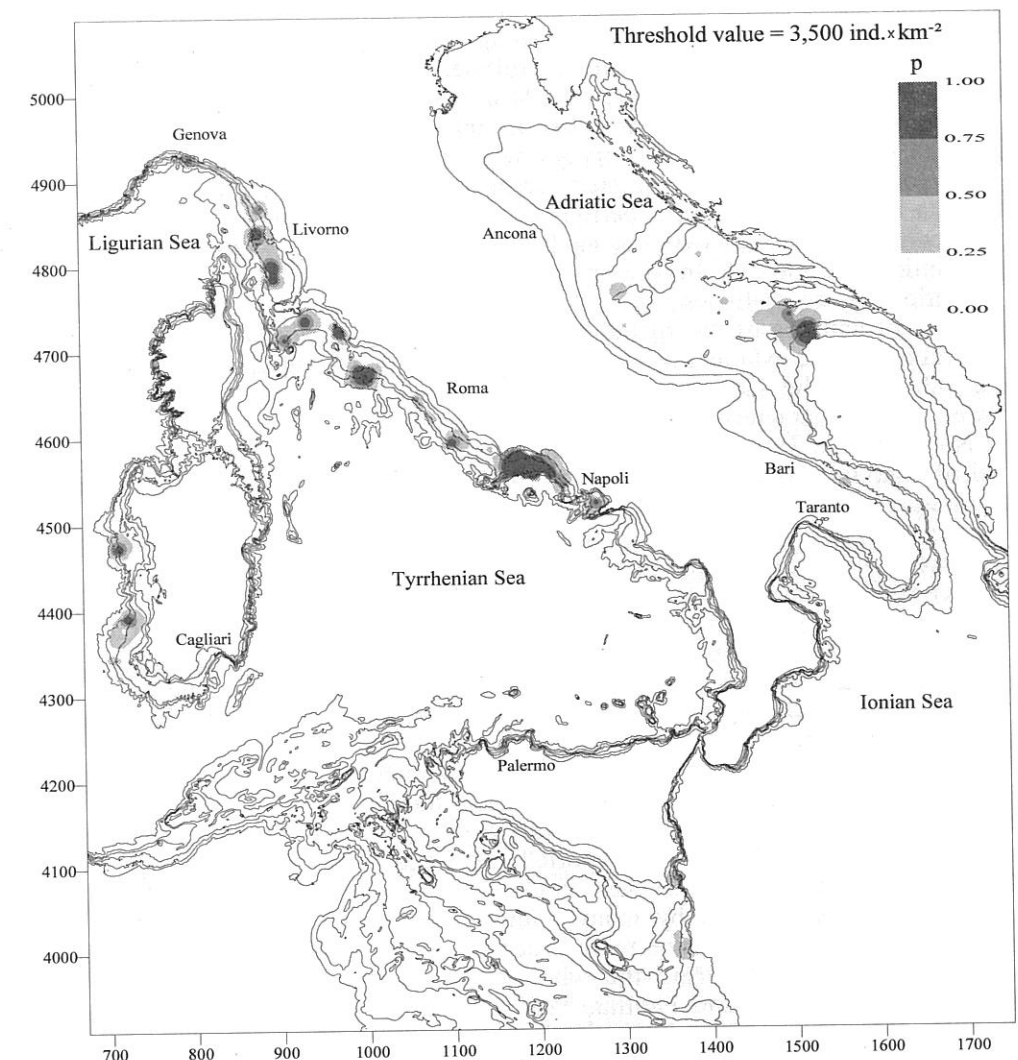 Threshold value = 3,500 ind.×km⁻²
p
1.00
0.75
0.50
0.25
0.00
5000
4900
4800
4700
4600
4500
4400
4300
4200
4100
4000
Genova
Ligurian Sea
Livorno
Adriatic Sea
Ancona
Roma
Napoli
Bari
Taranto
Tyrrhenian Sea
Cagliari
Ionian Sea
Palermo
700 800 900 1000 1100 1200 1300 1400 1500 1600 1700